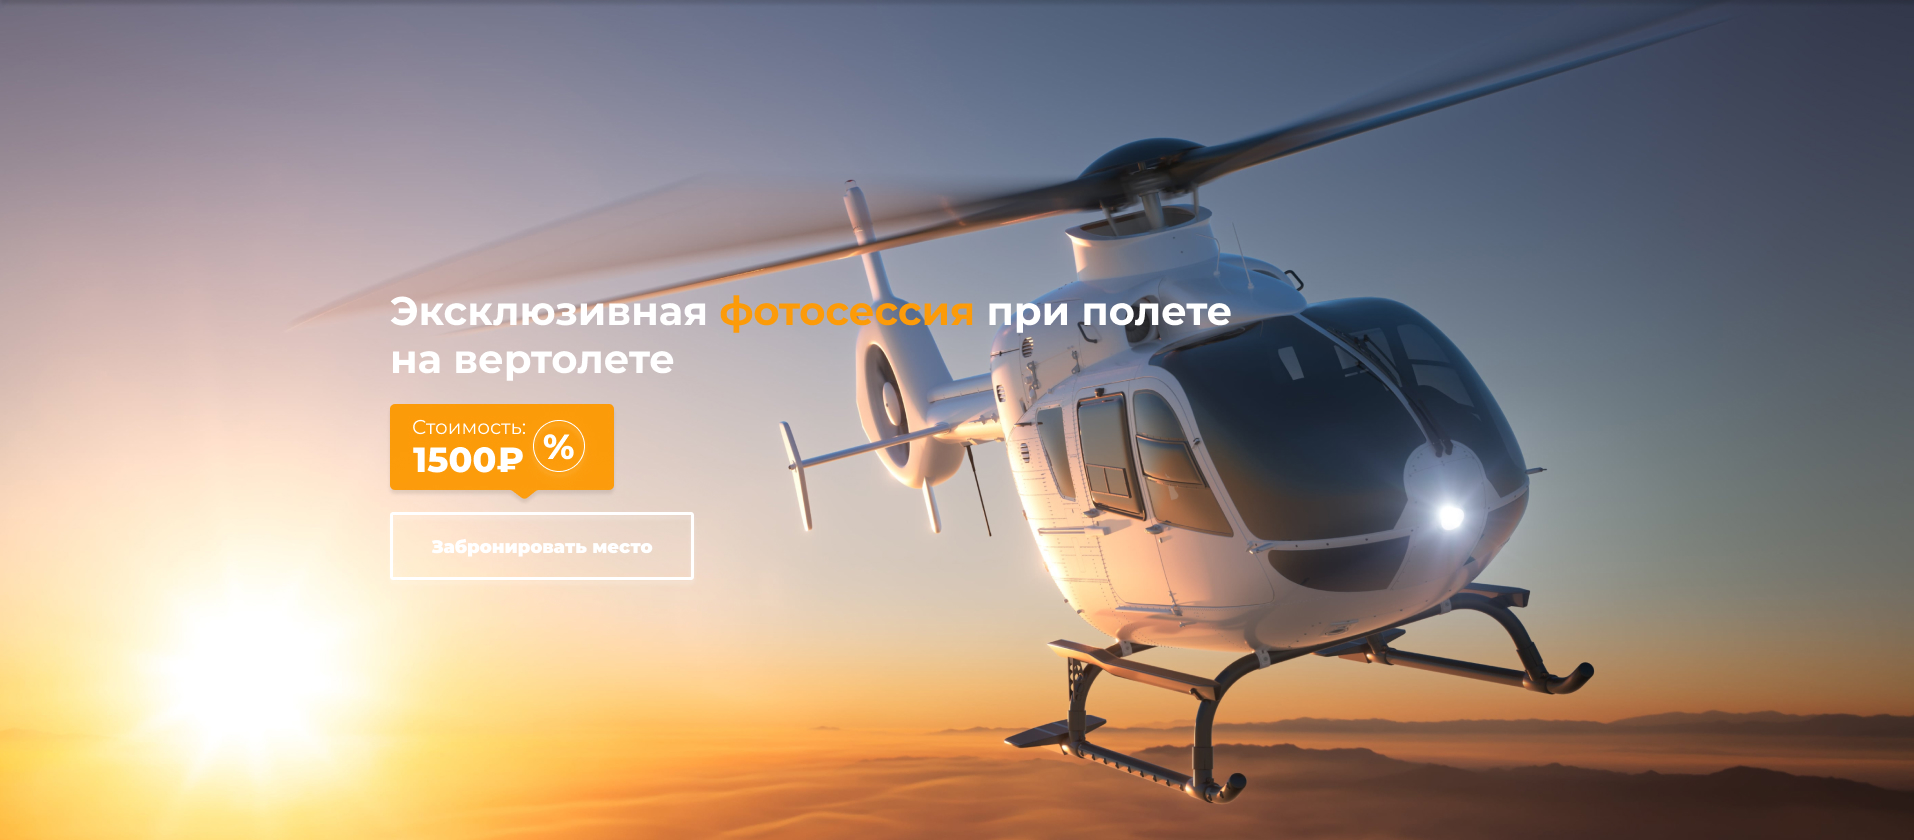 Эксклюзивная фотосессия при полете
на вертолете
Стоимость:
1500₽ %
Забронировать место